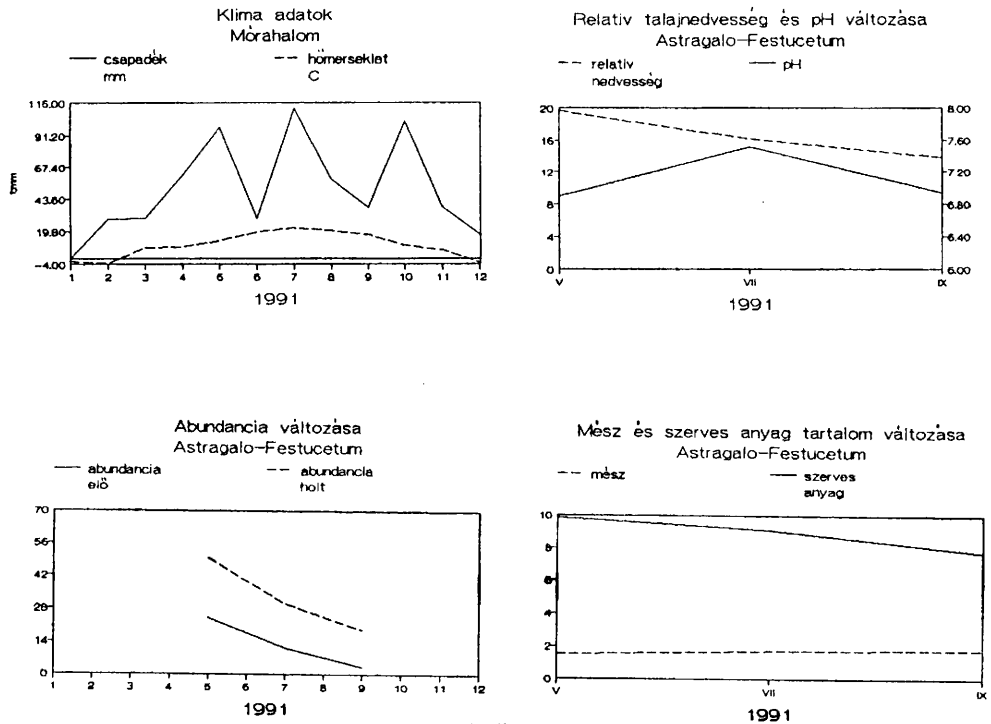 Klima adatok
Mórahalom
csapadék
mm
hőmerseklet
C
116.00
91.20
67.40
43.60
19.80
-4.00
1 2 3 4 5 6 7 8 9 10 11 12
1991
Relativ talajnedvesség és pH változása
Astragalo-Festucetum
relativ
nedvesség
pH
20
16
12
8
4
0
8.00
7.60
7.20
6.80
6.40
6.00
V VII IX
1991
Abundancia változása
Astragalo-Festucetum
abundancia
elő
abundancia
holt
70
56
42
28
14
0
1 2 3 4 5 6 7 8 9 10 11 12
1991
Mész és szerves anyag tartalom változása
Astragalo-Festucetum
mész
szerves
anyag
10
8
6
4
2
0
V VII IX
1991